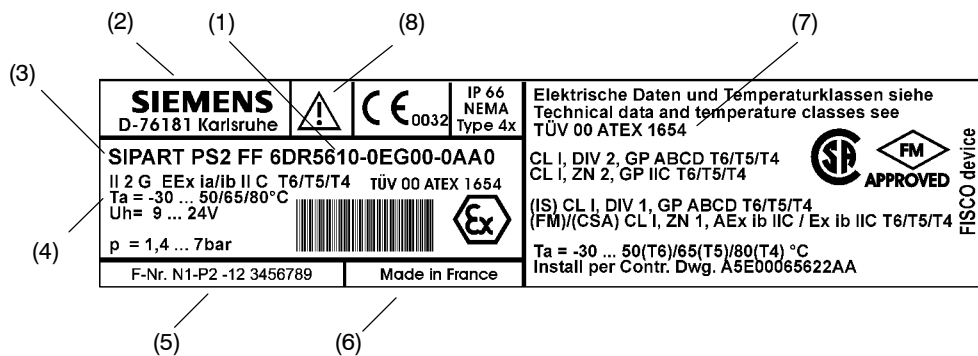 (1)
(2)
(8)
(7)
(3)
SIEMENS
D-76181 Karlsruhe
CE 0032
IP 66
NEMA
Type 4x
SIPART PS2 FF 6DR5610-0EG00-0AA0
II 2 G EEx ia/ib II C T6/T5/T4 TÜV 00 ATEX 1654
Ta = -30 ... 50/65/80°C
Uh= 9 ... 24V
p = 1,4 ... 7bar
Ex
(4)
F-Nr. N1-P2 -12 3456789
Made in France
(5)
(6)
Elektrische Daten und Temperaturklassen siehe
Technical data and temperature classes see
TÜV 00 ATEX 1654
CL I, DIV 2, GP ABCD T6/T5/T4
CL I, ZN 2, GP IIC T6/T5/T4
SA
FM
APPROVED
(IS) CL I, DIV 1, GP ABCD T6/T5/T4
(FM)/(CSA) CL I, ZN 1, AEx ib IIC / Ex ib IIC T6/T5/T4
Ta = -30 ... 50(T6)/65(T5)/80(T4) °C
Install per Contr. Dwg. A5E00065622AA
FISCO device